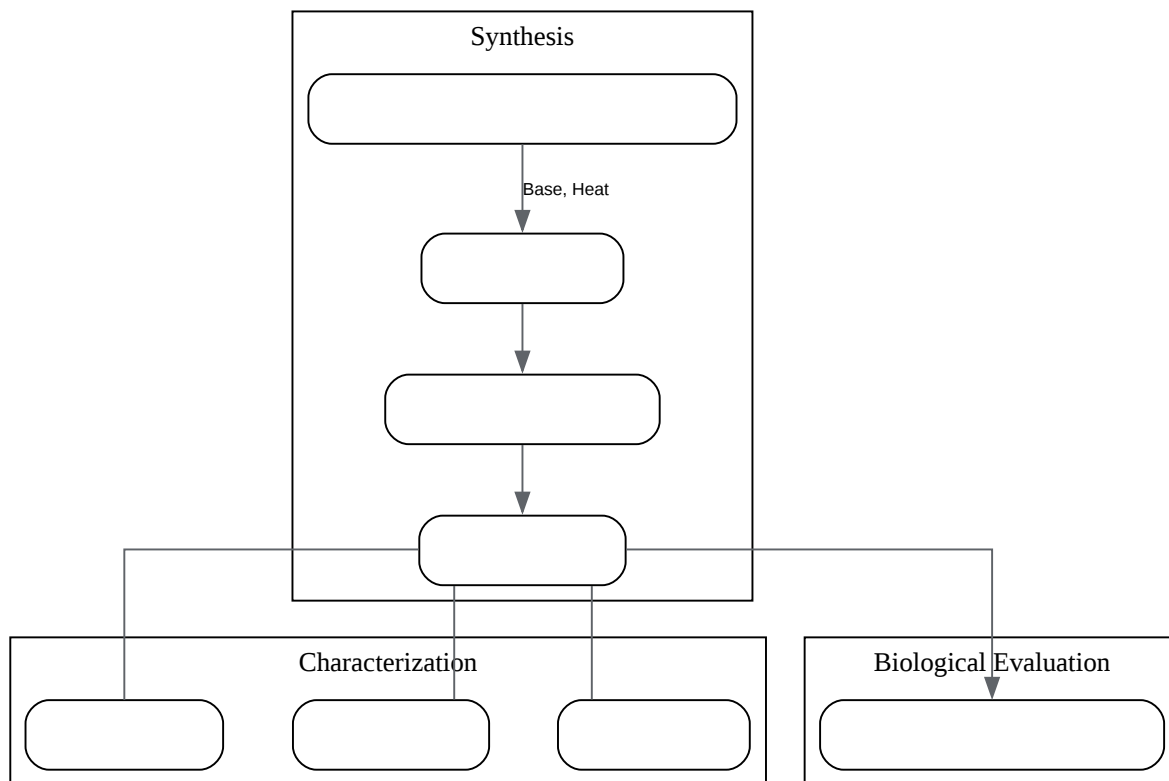 Synthesis
Base, Heat
Characterization
Biological Evaluation